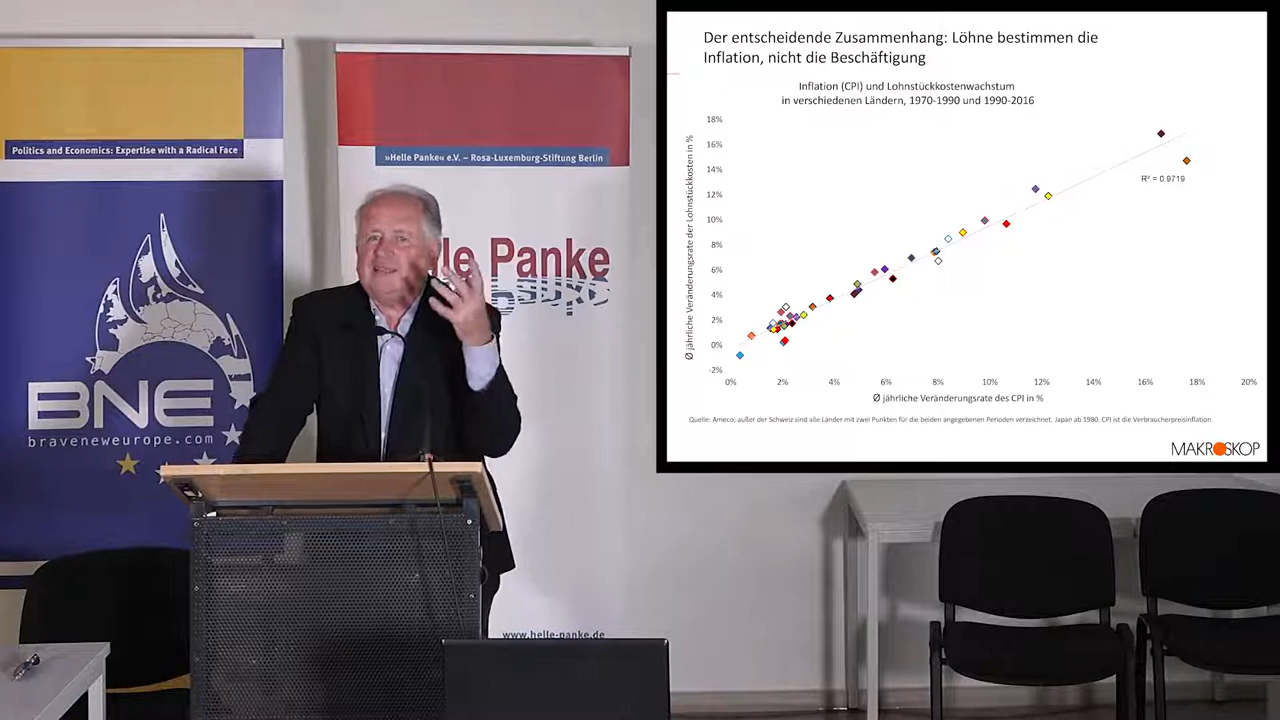 Politics and Economics: Expertise with a Radical Face
BNE
braveneweurope.com
»Helle Panke« e.V. – Rosa-Luxemburg-Stiftung Berlin
lle Panke
www.helle-panke.de
Der entscheidende Zusammenhang: Löhne bestimmen die
Inflation, nicht die Beschäftigung
Inflation (CPI) und Lohnstückkostenwachstum
in verschiedenen Ländern, 1970-1990 und 1990-2016
Ø jährliche Veränderungsrate der Lohnstückkosten in %
18%
16%
14%
12%
10%
8%
6%
4%
2%
0%
-2%
R² = 0.9719
0% 2% 4% 6% 8% 10% 12% 14% 16% 18% 20%
Ø jährliche Veränderungsrate des CPI in %
Quelle: Ameco; außer der Schweiz sind alle Länder mit zwei Punkten für die beiden angegebenen Perioden verzeichnet. Japan ab 1980. CPI ist die Verbraucherpreisinflation.
MAKROSKOP